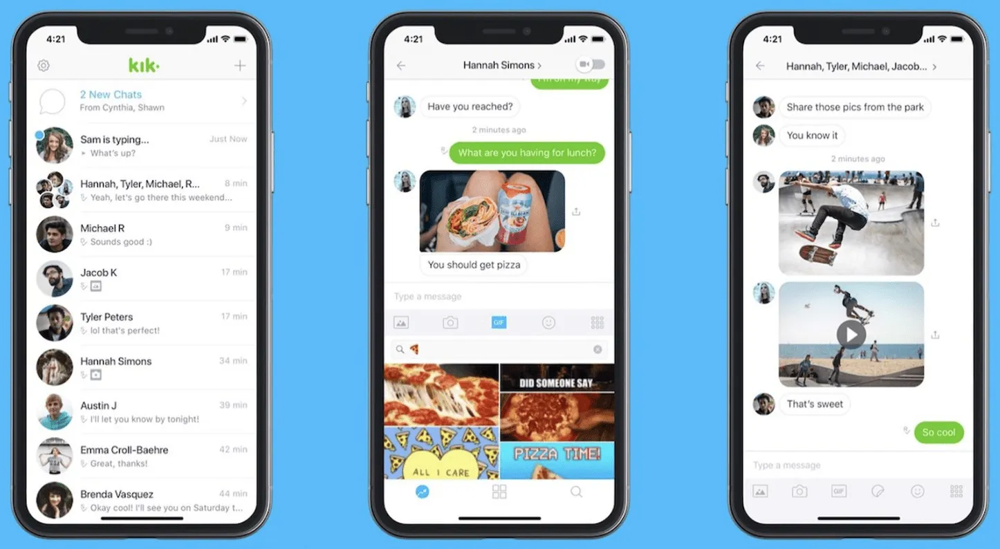 4:21
kik·
2 New Chats
From Cynthia, Shawn
Sam is typing...
Just Now
What's up?
Hannah, Tyler, Michael, R...
8 min
Yeah, let's go there this weekend...
Michael R
9 min
Sounds good :)
Jacob K
17 min
Tyler Peters
17 min
lol that's perfect!
Hannah Simons
34 min
Austin J
39 min
I'll let you know by tonight!
Emma Croll-Baehre
42 min
Great, thanks!
Brenda Vasquez
44 min
Okay cool! I'll see you on Saturday t...
4:21
Hannah Simons
I'm on my way
Have you reached?
2 minutes ago
R
What are you having for lunch?
You should get pizza
Type a message
GIF
DID SOMEONE SAY
ALL I CARE
PIZZA TIME!
4:21
Hannah, Tyler, Michael, Jacob...
Share those pics from the park
You know it
2 minutes ago
That's sweet
R
So cool
Type a message
GIF